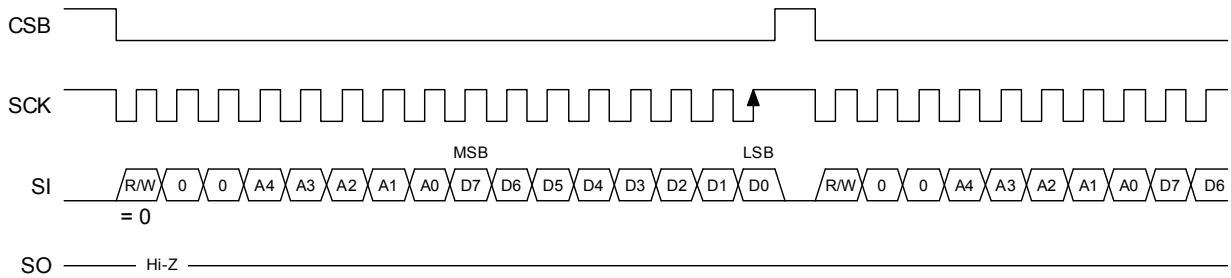 CSB
SCK
MSB LSB
SI R/W 0 0 A4 A3 A2 A1 A0 D7 D6 D5 D4 D3 D2 D1 D0 R/W 0 0 A4 A3 A2 A1 A0 D7 D6
= 0
SO Hi-Z